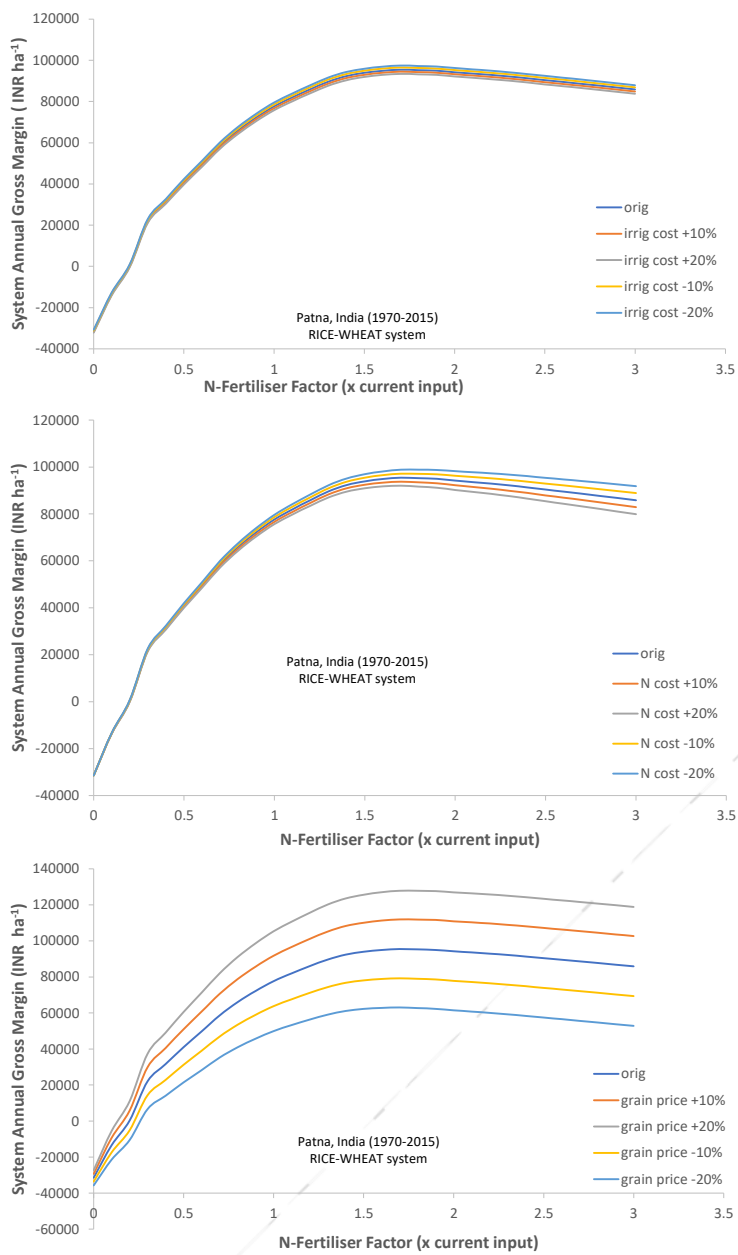 120000
100000
80000
60000
40000
20000
0
-20000
-40000
System Annual Gross Margin ( INR ha⁻¹)
orig
irrig cost +10%
irrig cost +20%
irrig cost -10%
irrig cost -20%
Patna, India (1970-2015)
RICE-WHEAT system
0 0.5 1 1.5 2 2.5 3 3.5
N-Fertiliser Factor (x current input)
120000
100000
80000
60000
40000
20000
0
-20000
-40000
System Annual Gross Margin (INR ha⁻¹)
orig
N cost +10%
N cost +20%
N cost -10%
N cost -20%
Patna, India (1970-2015)
RICE-WHEAT system
0 0.5 1 1.5 2 2.5 3 3.5
N-Fertiliser Factor (x current input)
140000
120000
100000
80000
60000
40000
20000
0
-20000
-40000
-60000
System Annual Gross Margin (INR ha⁻¹)
orig
grain price +10%
grain price +20%
grain price -10%
grain price -20%
Patna, India (1970-2015)
RICE-WHEAT system
0 0.5 1 1.5 2 2.5 3 3.5
N-Fertiliser Factor (x current input)